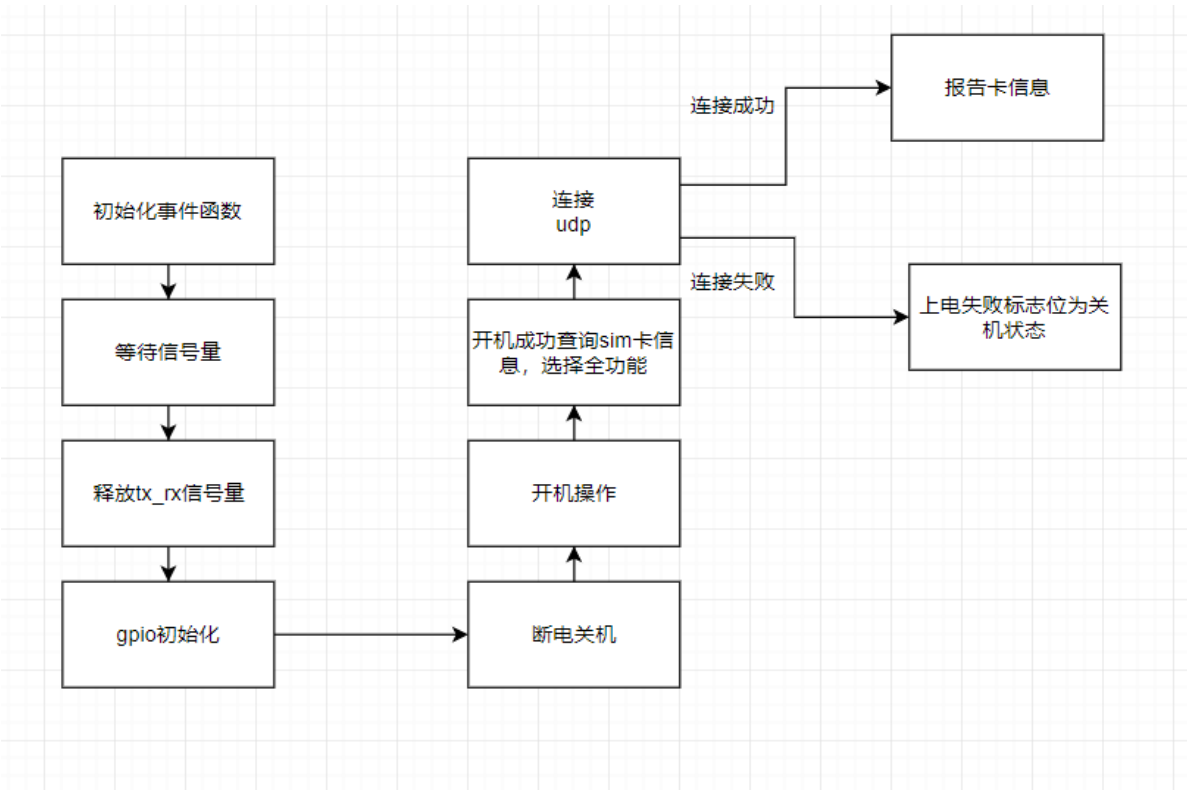 初始化事件函数
等待信号量
释放tx_rx信号量
gpio初始化
断电关机
开机操作
开机成功查询sim卡信
息，选择全功能
连接
udp
连接成功
报告卡信息
连接失败
上电失败标志位为关
机状态